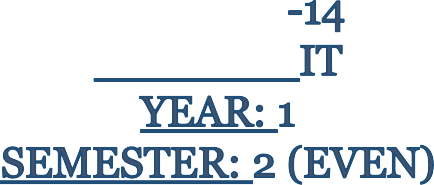 -14
IT
YEAR: 1
SEMESTER: 2 (EVEN)